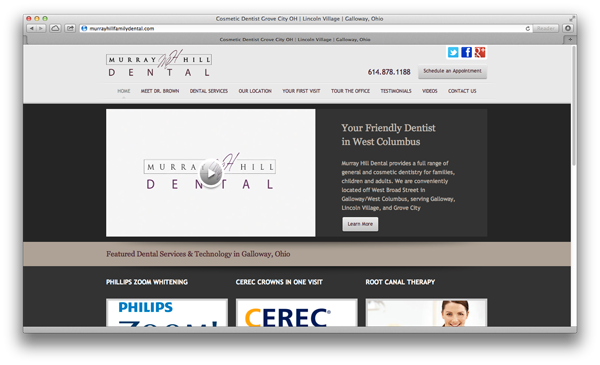 Cosmetic Dentist Grove City OH | Lincoln Village | Galloway, Ohio
murrayhillfamilydental.com
Reader
Cosmetic Dentist Grove City OH | Lincoln Village | Galloway, Ohio
MURRAY MH HILL
DENTAL
614.878.1188
Schedule an Appointment
HOME MEET DR. BROWN DENTAL SERVICES OUR LOCATION YOUR FIRST VISIT TOUR THE OFFICE TESTIMONIALS VIDEOS CONTACT US
MURRAY MH HILL
DENTAL
Your Friendly Dentist
in West Columbus
Murray Hill Dental provides a full range of
general and cosmetic dentistry for families,
children and adults. We are conveniently
located off West Broad Street in
Galloway/West Columbus, serving Galloway,
Lincoln Village, and Grove City
Learn More
Featured Dental Services & Technology in Galloway, Ohio
PHILLIPS ZOOM WHITENING
CEREC CROWNS IN ONE VISIT
ROOT CANAL THERAPY
PHILIPS
ZOOM!
CEREC®